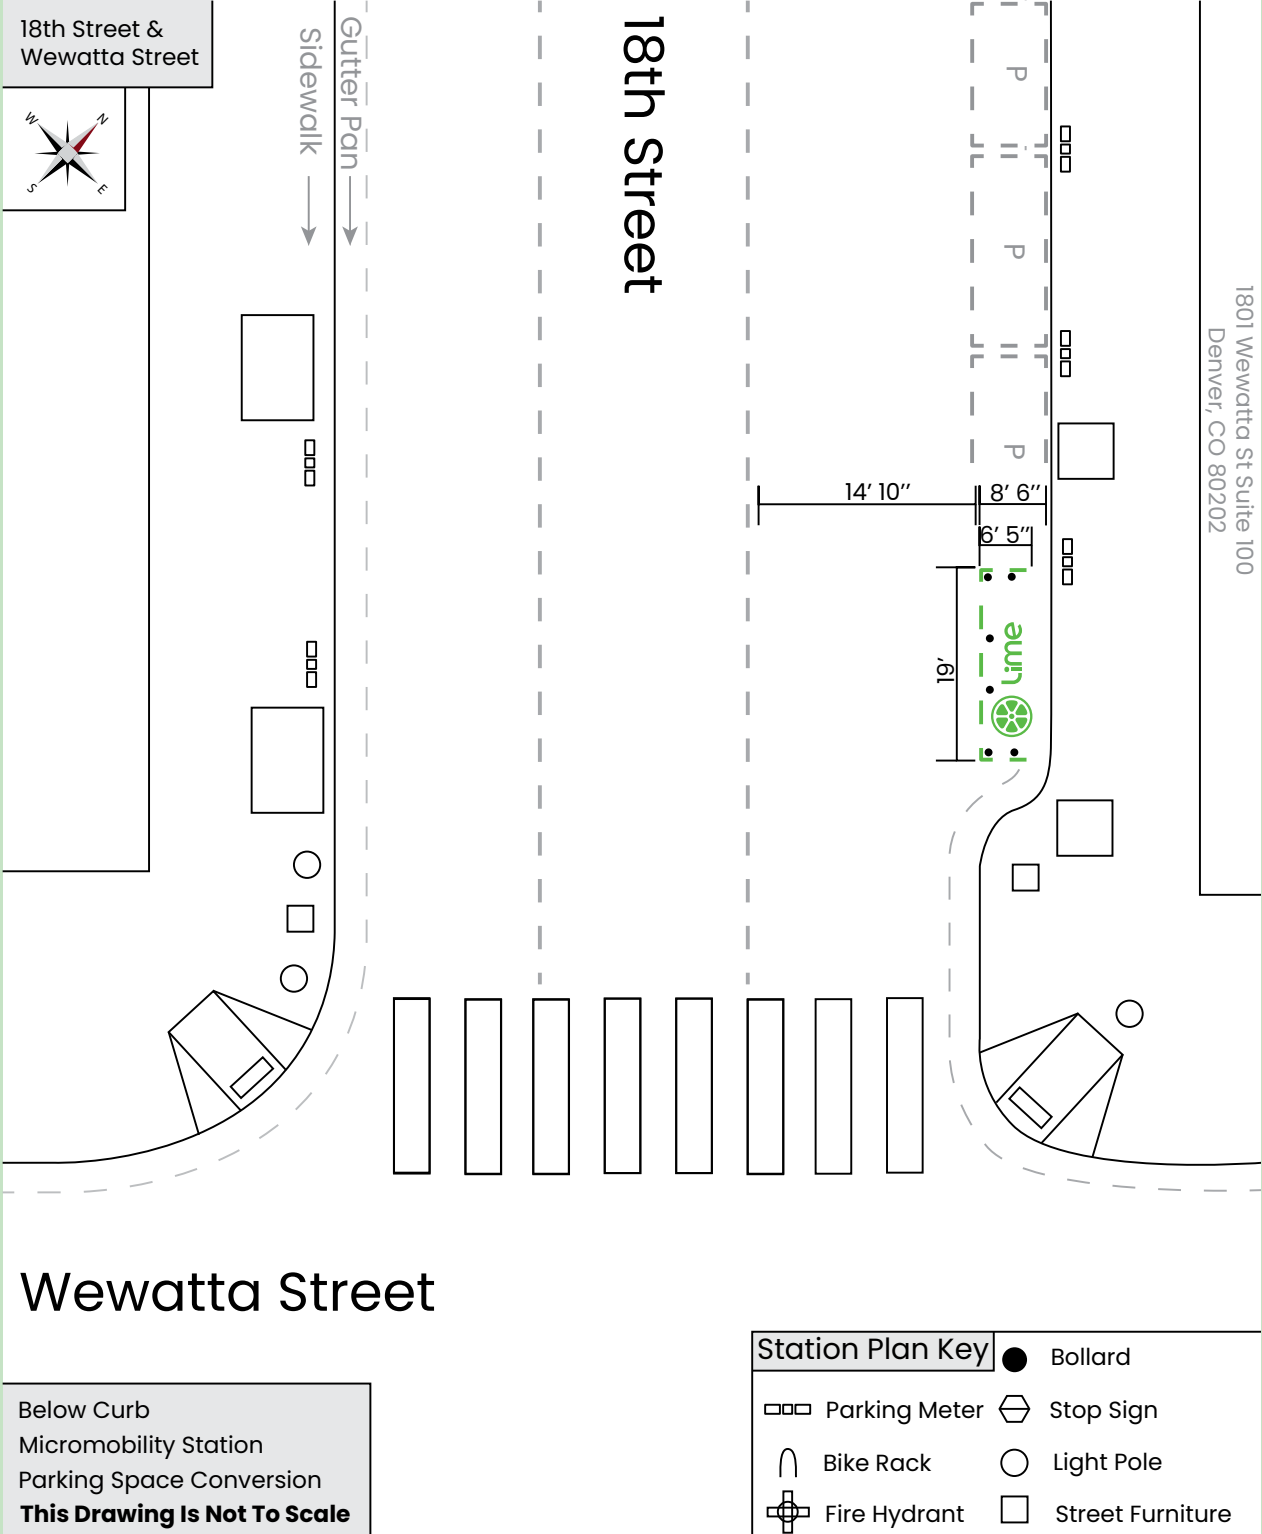 18th Street &
Wewatta Street
W
N
S
E
Sidewalk
Gutter Pan
18th Street
P
P
P
1801 Wewatta St Suite 100
Denver, CO 80202
14’ 10’’
8’ 6’’
6’ 5’’
19’
Lime
Wewatta Street
Below Curb
Micromobility Station
Parking Space Conversion
This Drawing Is Not To Scale
Station Plan Key
Bollard
Parking Meter
Stop Sign
Bike Rack
Light Pole
Fire Hydrant
Street Furniture